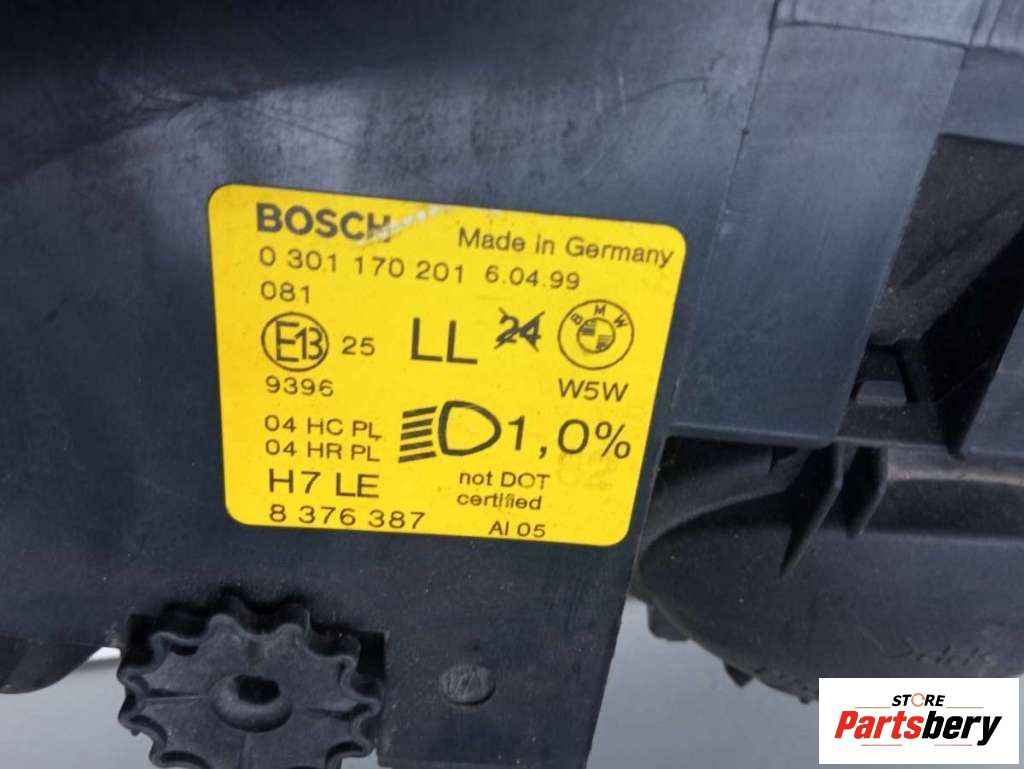 BOSCH Made in Germany
0 301 170 201 6.04.99
081
E13 25 LL 24 BMW
9396 W5W
04 HC PL
04 HR PL
1,0%
H7 LE not DOT
certified
8 376 387 AI 05
STORE
Partsbery